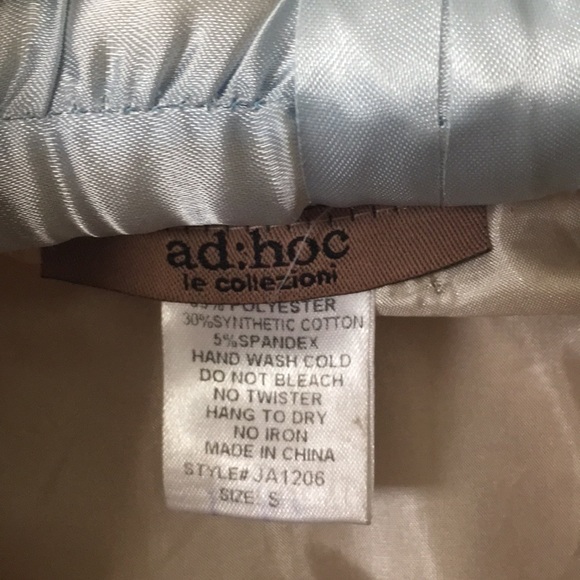 ad:hoc
le collezioni
POLYESTER
30%SYNTHETIC COTTON
5%SPANDEX
HAND WASH COLD
DO NOT BLEACH
NO TWISTER
HANG TO DRY
NO IRON
MADE IN CHINA
STYLE#JA1206
SIZE S